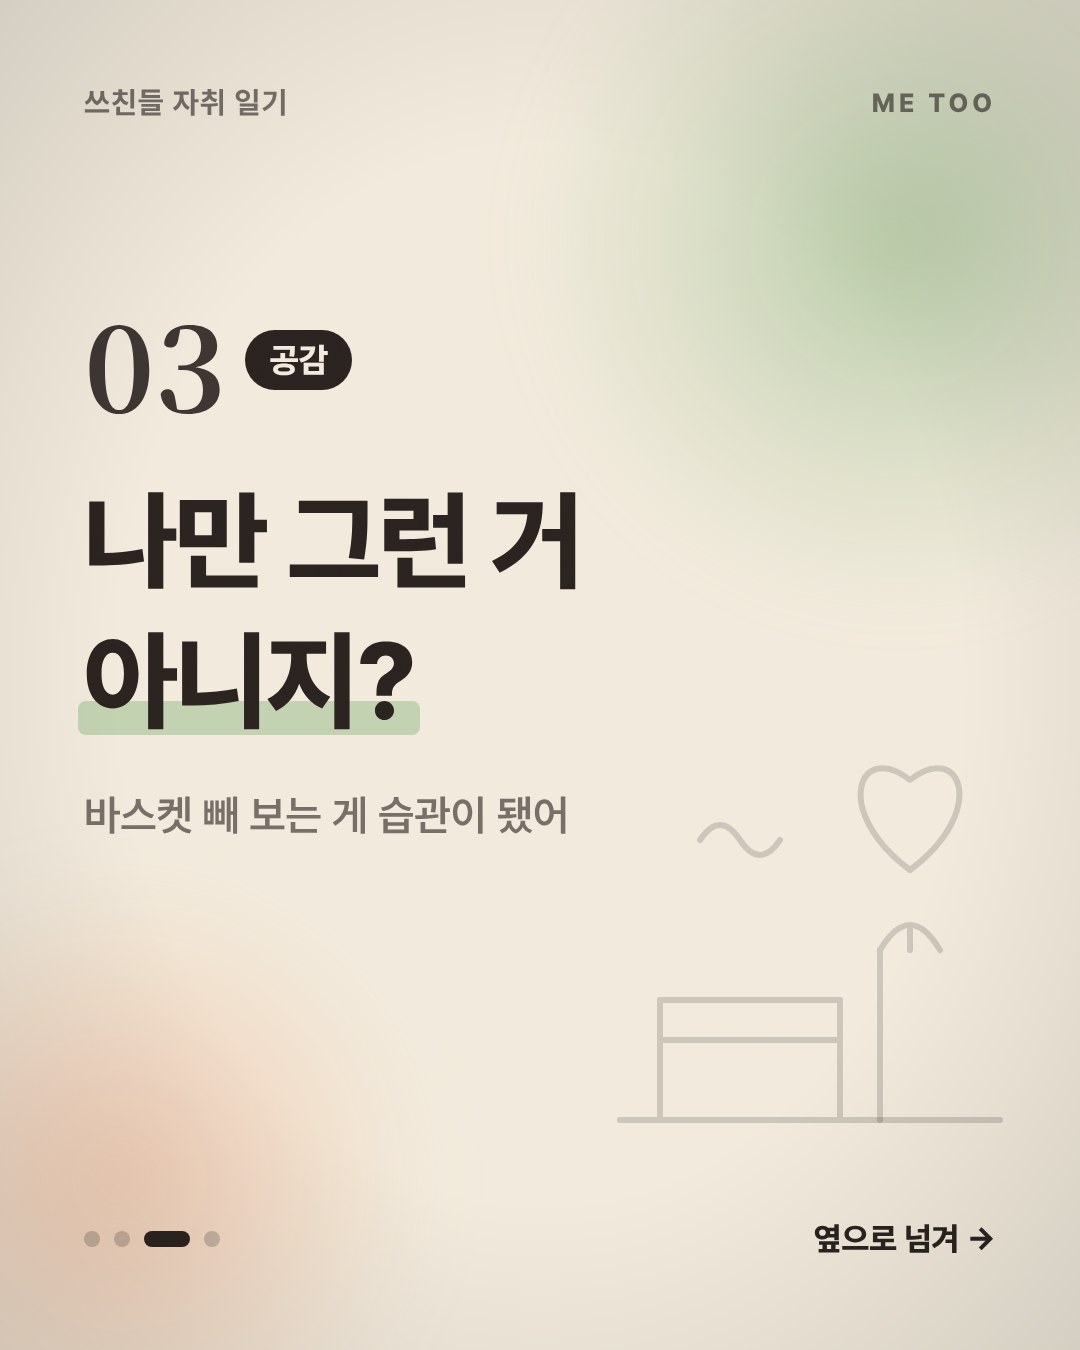 쓰친들 자취 일기
ME TOO
03 공감
나만 그런 거
아니지?
바스켓 빼 보는 게 습관이 됐어
옆으로 넘겨 →